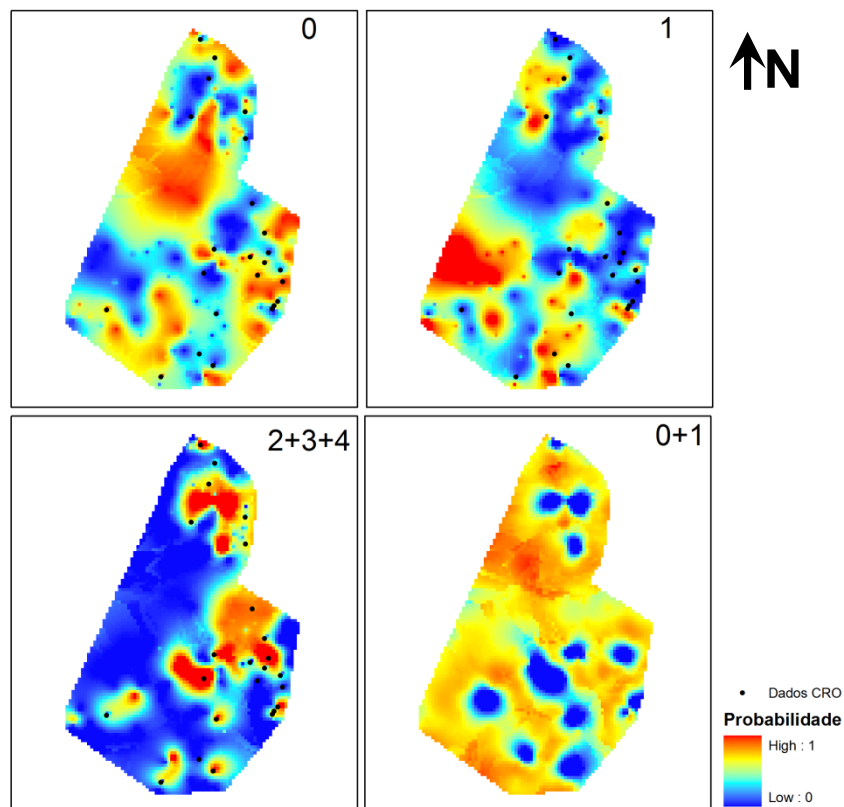 0
1
N
2+3+4
0+1
Dados CRO
Probabilidade
High : 1
Low : 0